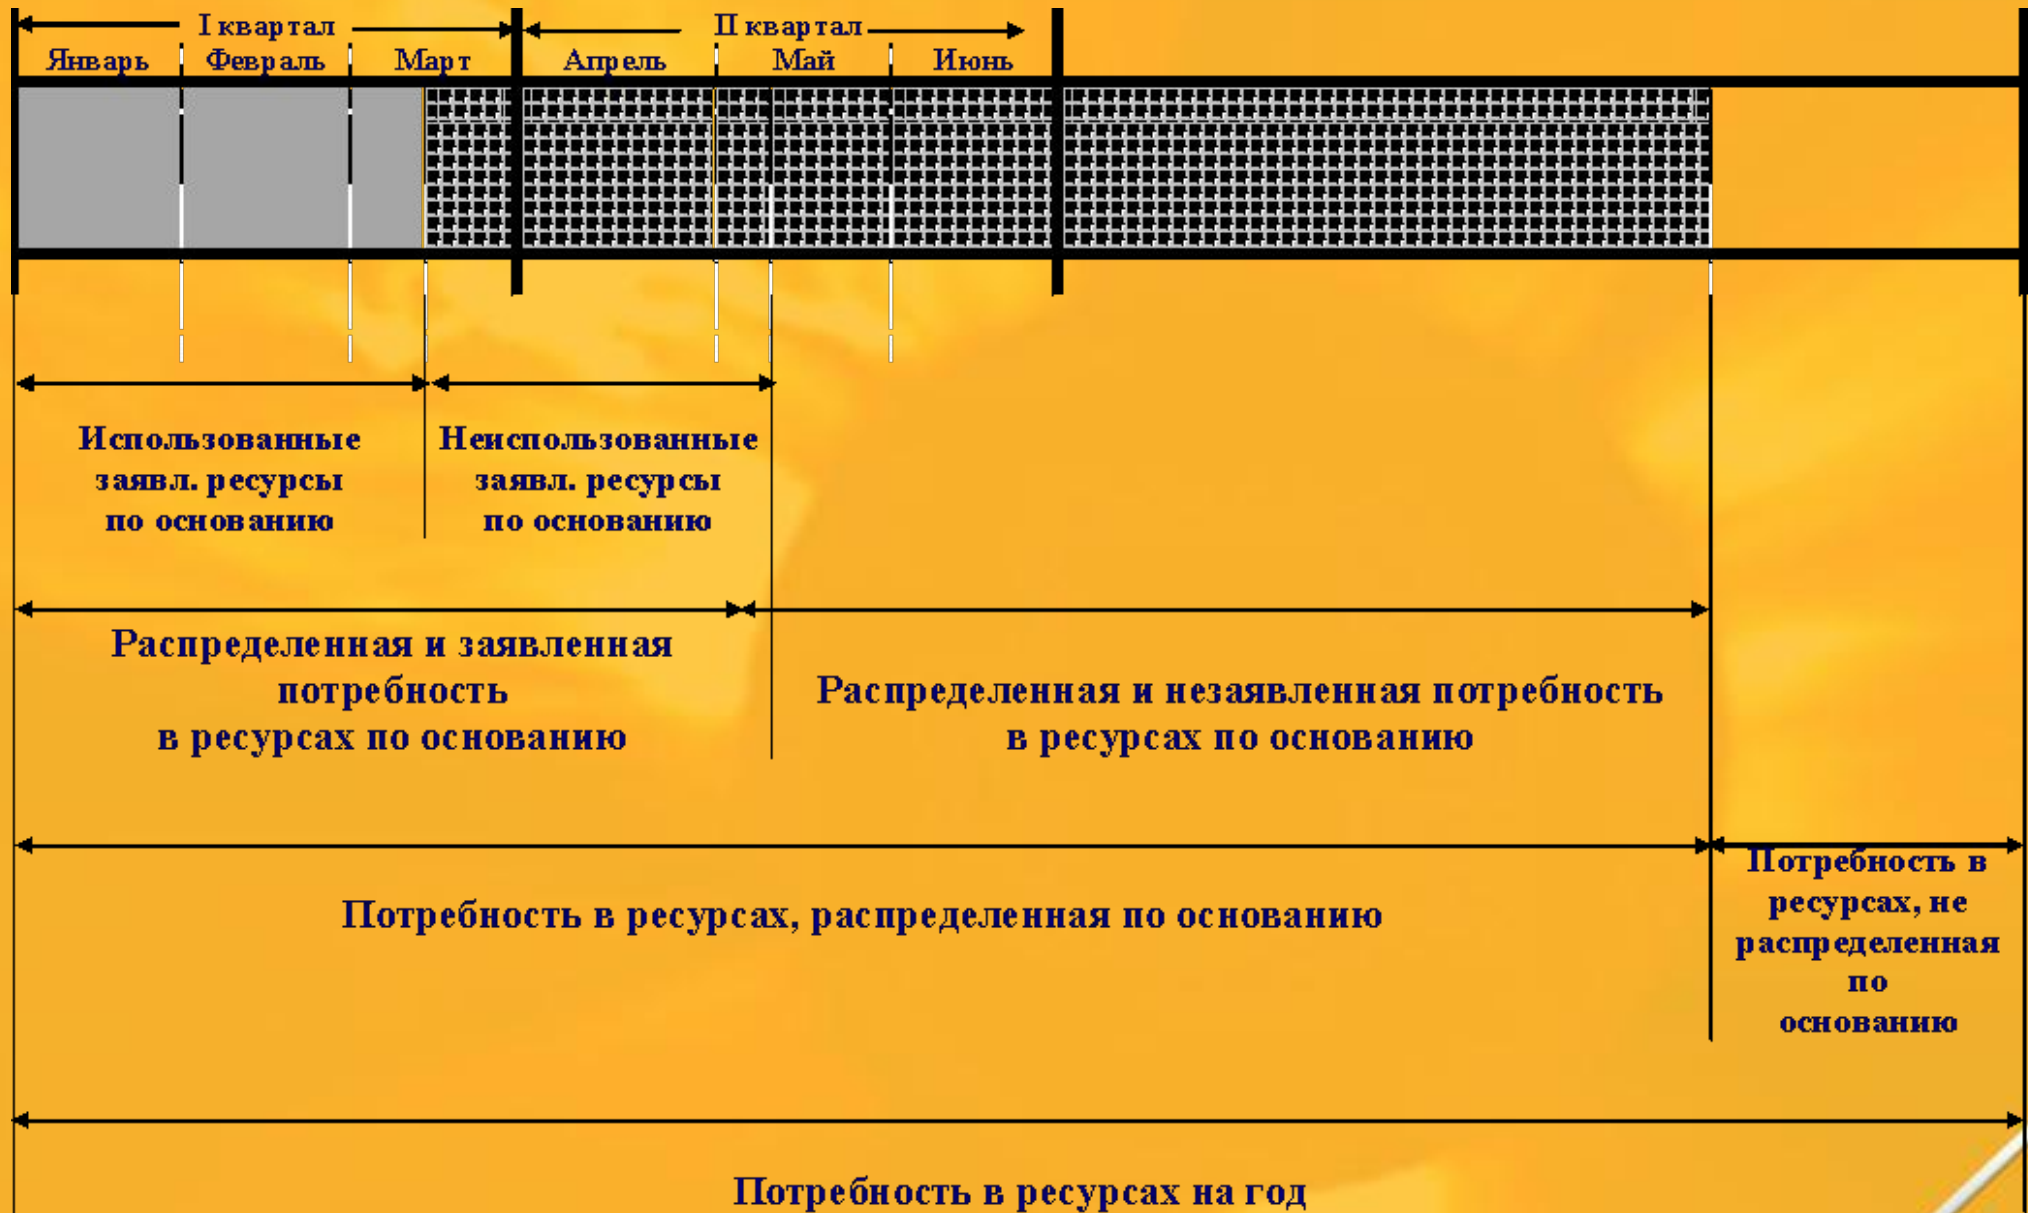 I квартал
II квартал
Январь
Февраль
Март
Апрель
Май
Июнь
Использованные
заявл. ресурсы
по основанию
Неиспользованные
заявл. ресурсы
по основанию
Распределенная и заявленная
потребность
в ресурсах по основанию
Распределенная и незаявленная потребность
в ресурсах по основанию
Потребность в ресурсах, распределенная по основанию
Потребность в
ресурсах, не
распределенная
по
основанию
Потребность в ресурсах на год